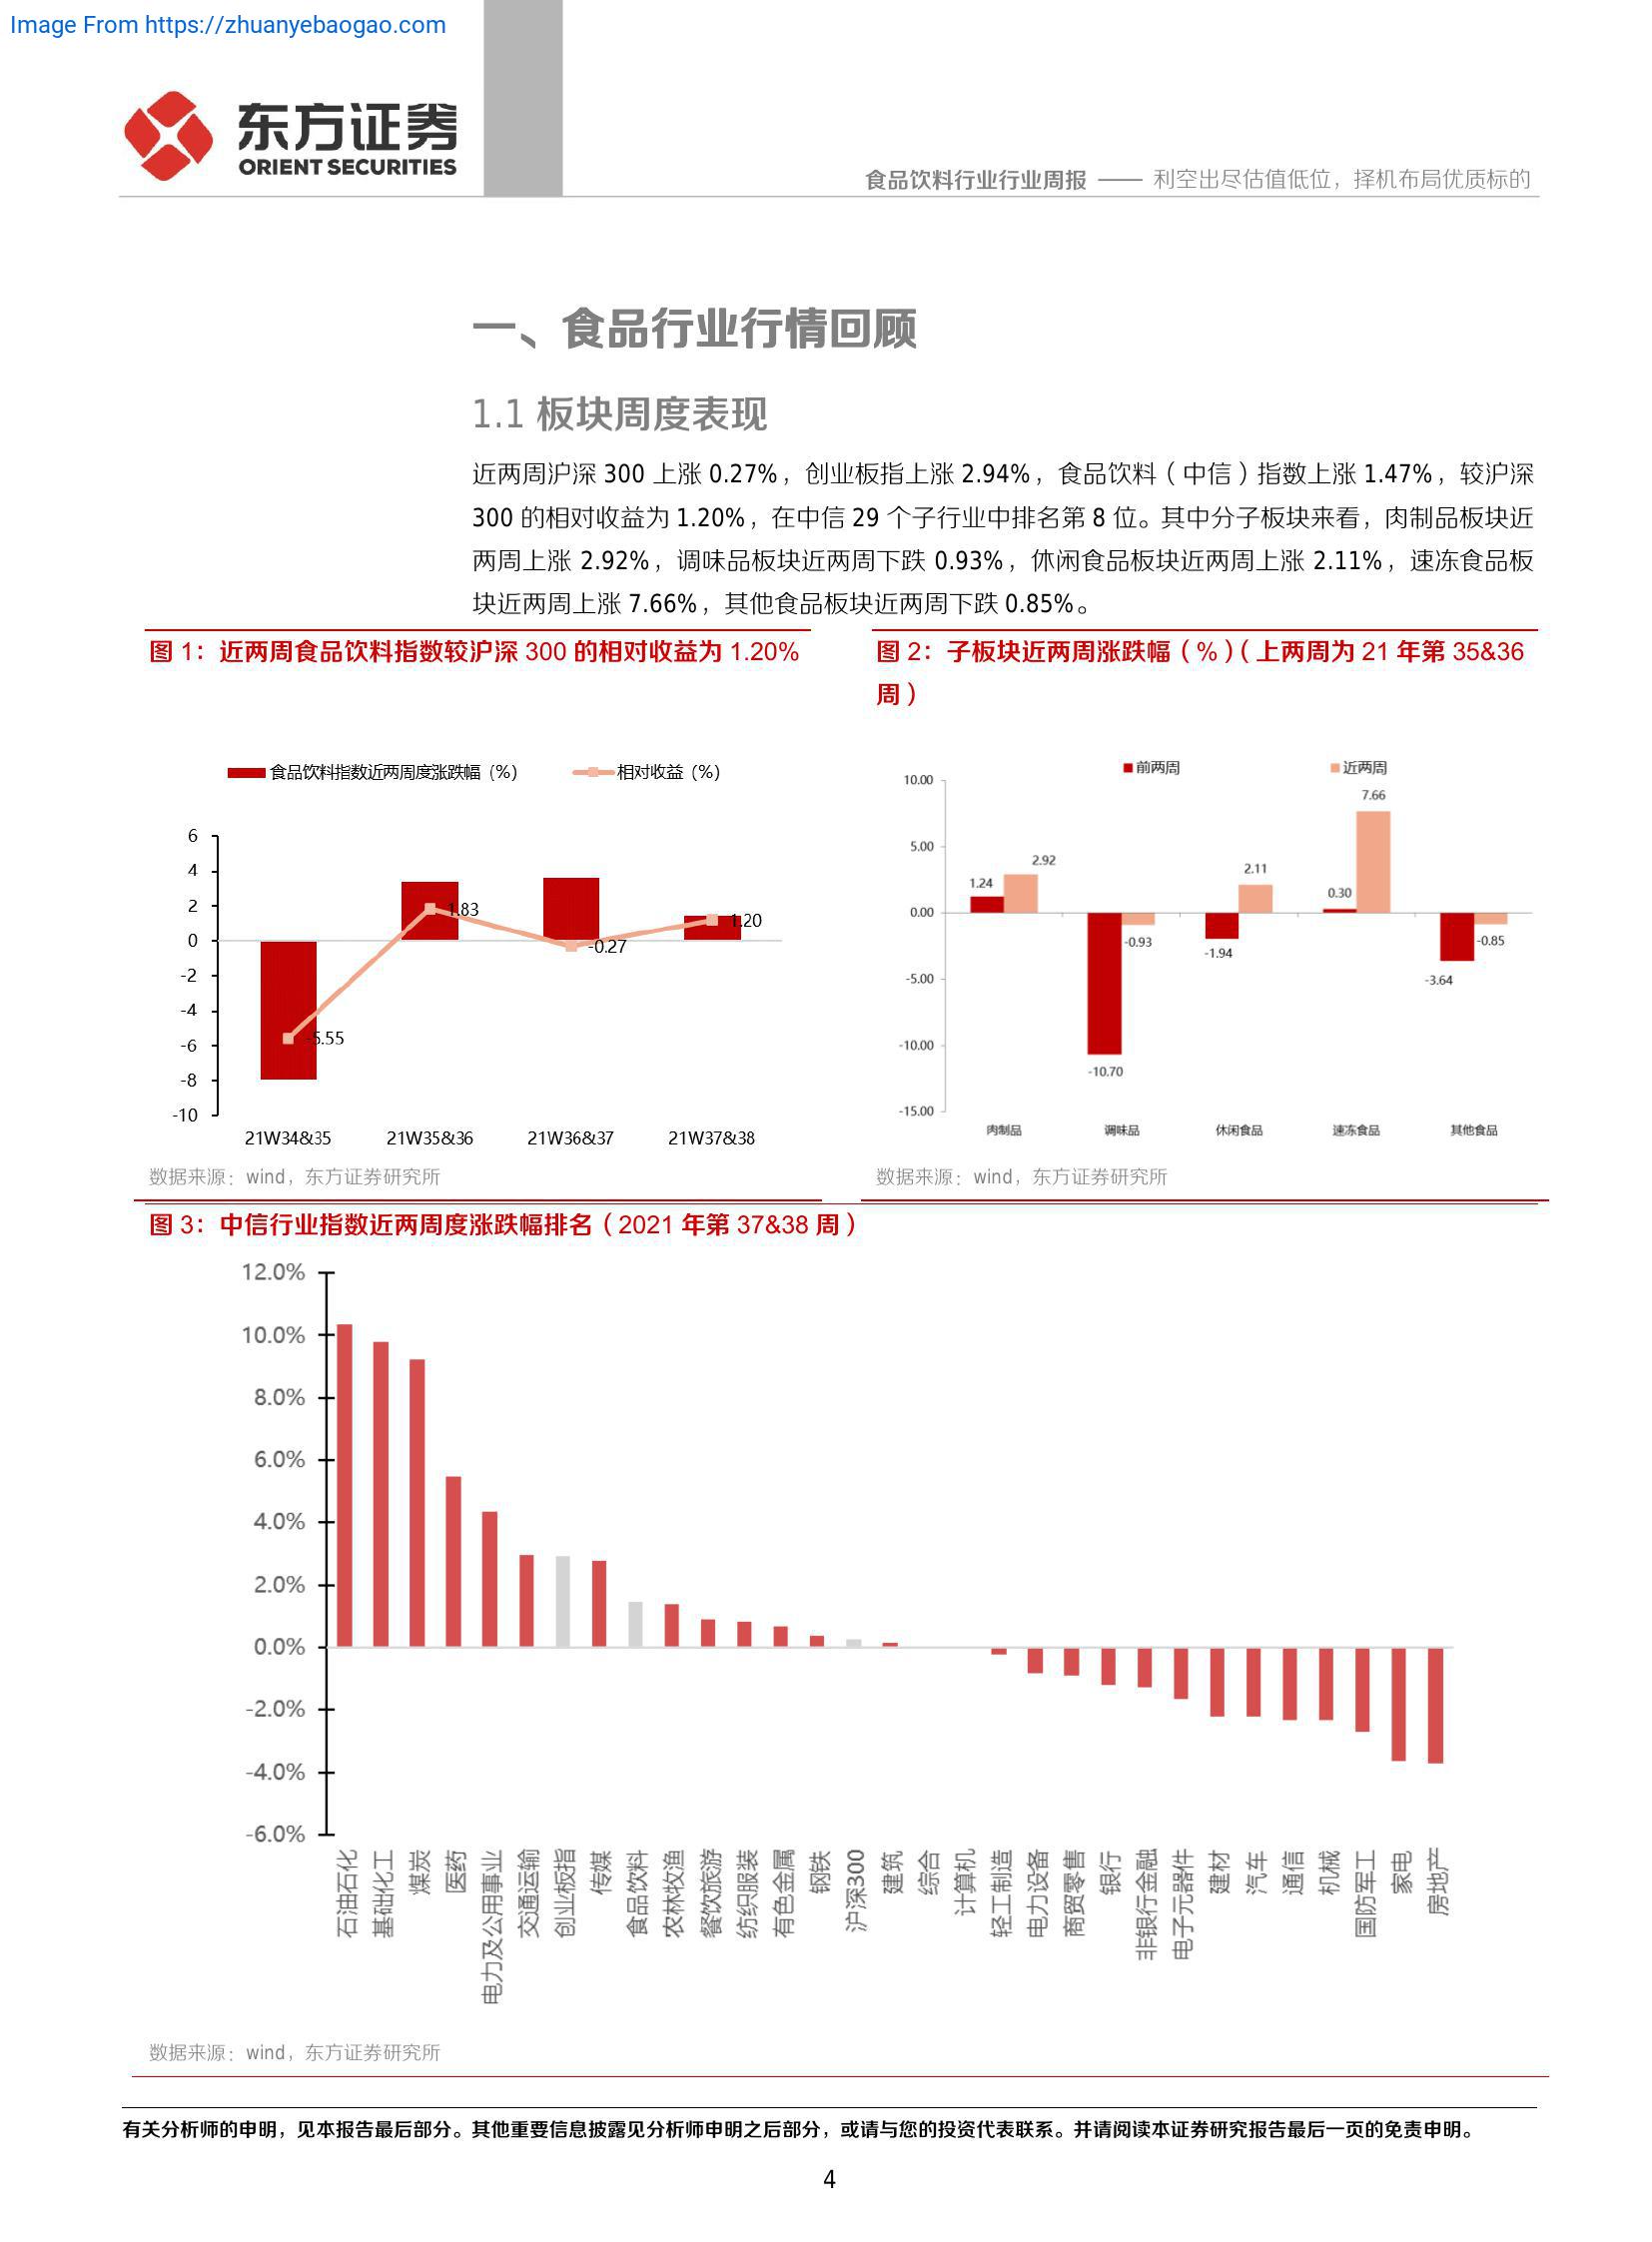 Image From https://zhuanyebaogao.com
东方证券
ORIENT SECURITIES
食品饮料行业行业周报 —— 利空出尽估值低位，择机布局优质标的
一、食品行业行情回顾
1.1 板块周度表现
近两周沪深 300 上涨 0.27%，创业板指上涨 2.94%，食品饮料（中信）指数上涨 1.47%，较沪深
300 的相对收益为 1.20%，在中信 29 个子行业中排名第 8 位。其中分子板块来看，肉制品板块近
两周上涨 2.92%，调味品板块近两周下跌 0.93%，休闲食品板块近两周上涨 2.11%，速冻食品板
块近两周上涨 7.66%，其他食品板块近两周下跌 0.85%。
图 1：近两周食品饮料指数较沪深 300 的相对收益为 1.20%
食品饮料指数近两周度涨跌幅（%） 相对收益（%）
6
4
2
0
-2
-4
-6
-8
-10
-5.55
1.83
-0.27
1.20
21W34&35 21W35&36 21W36&37 21W37&38
数据来源：wind，东方证券研究所
图 2：子板块近两周涨跌幅（%）（上两周为 21 年第 35&36
周）
前两周 近两周
10.00
5.00
0.00
-5.00
-10.00
-15.00
1.24
2.92
-10.70
-0.93
-1.94
2.11
0.30
7.66
-3.64
-0.85
肉制品 调味品 休闲食品 速冻食品 其他食品
数据来源：wind，东方证券研究所
图 3：中信行业指数近两周度涨跌幅排名（2021 年第 37&38 周）
12.0%
10.0%
8.0%
6.0%
4.0%
2.0%
0.0%
-2.0%
-4.0%
-6.0%
石油石化
基础化工
煤炭
医药
电力及公用事业
交通运输
创业板指
传媒
食品饮料
农林牧渔
餐饮旅游
纺织服装
有色金属
钢铁
沪深300
建筑
综合
计算机
轻工制造
电力设备
商贸零售
银行
非银行金融
电子元器件
建材
汽车
通信
机械
国防军工
家电
房地产
数据来源：wind，东方证券研究所
有关分析师的申明，见本报告最后部分。其他重要信息披露见分析师申明之后部分，或请与您的投资代表联系。并请阅读本证券研究报告最后一页的免责申明。
4